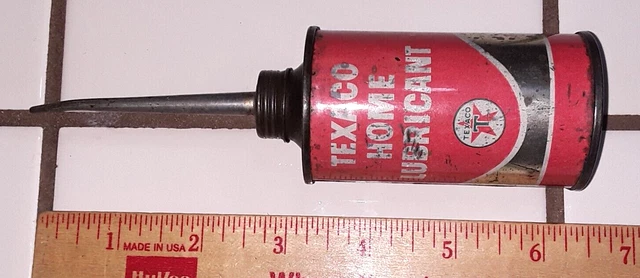 TEXACO
HOME
LUBRICANT
TEXACO
T
1 MADE IN USA 2 3 4 5 6 7